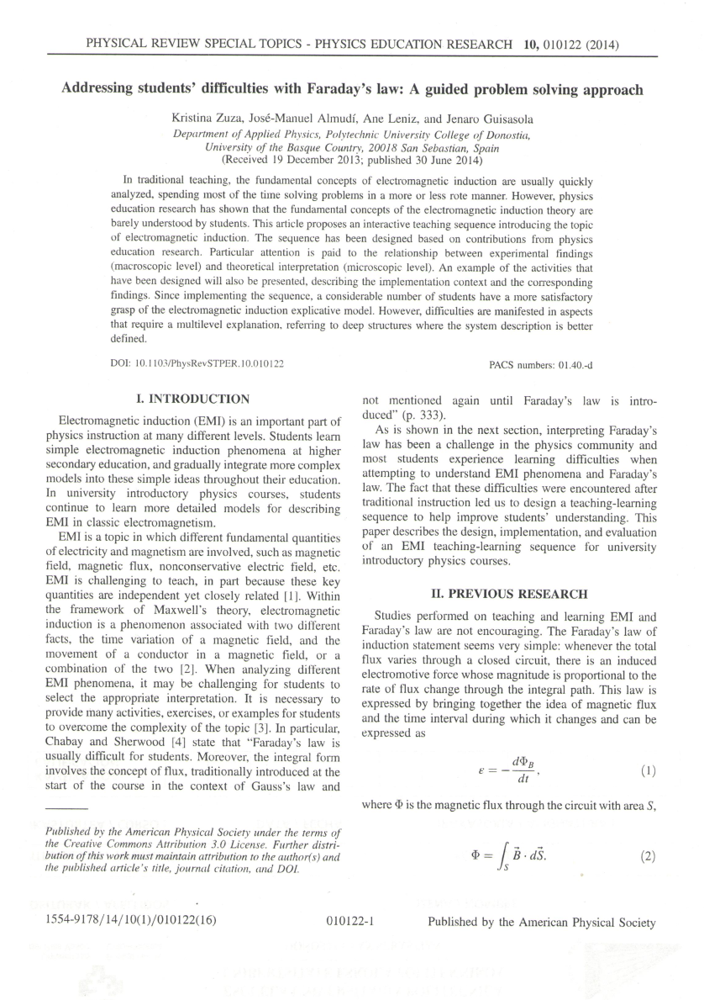 PHYSICAL REVIEW SPECIAL TOPICS - PHYSICS EDUCATION RESEARCH 10, 010122 (2014)
Addressing students' difficulties with Faraday's law: A guided problem solving approach
Kristina Zuza, José-Manuel Almudí, Ane Leniz, and Jenaro Guisasola
Department of Applied Physics, Polytechnic University College of Donostia,
University of the Basque Country, 20018 San Sebastian, Spain
(Received 19 December 2013; published 30 June 2014)
In traditional teaching, the fundamental concepts of electromagnetic induction are usually quickly
analyzed, spending most of the time solving problems in a more or less rote manner. However, physics
education research has shown that the fundamental concepts of the electromagnetic induction theory are
barely understood by students. This article proposes an interactive teaching sequence introducing the topic
of electromagnetic induction. The sequence has been designed based on contributions from physics
education research. Particular attention is paid to the relationship between experimental findings
(macroscopic level) and theoretical interpretation (microscopic level). An example of the activities that
have been designed will also be presented, describing the implementation context and the corresponding
findings. Since implementing the sequence, a considerable number of students have a more satisfactory
grasp of the electromagnetic induction explicative model. However, difficulties are manifested in aspects
that require a multilevel explanation, referring to deep structures where the system description is better
defined.
DOI: 10.1103/PhysRevSTPER.10.010122
PACS numbers: 01.40.-d
I. INTRODUCTION
Electromagnetic induction (EMI) is an important part of
physics instruction at many different levels. Students learn
simple electromagnetic induction phenomena at higher
secondary education, and gradually integrate more complex
models into these simple ideas throughout their education.
In university introductory physics courses, students
continue to learn more detailed models for describing
EMI in classic electromagnetism.
EMI is a topic in which different fundamental quantities
of electricity and magnetism are involved, such as magnetic
field, magnetic flux, nonconservative electric field, etc.
EMI is challenging to teach, in part because these key
quantities are independent yet closely related [1]. Within
the framework of Maxwell's theory, electromagnetic
induction is a phenomenon associated with two different
facts, the time variation of a magnetic field, and the
movement of a conductor in a magnetic field, or a
combination of the two [2]. When analyzing different
EMI phenomena, it may be challenging for students to
select the appropriate interpretation. It is necessary to
provide many activities, exercises, or examples for students
to overcome the complexity of the topic [3]. In particular,
Chabay and Sherwood [4] state that “Faraday's law is
usually difficult for students. Moreover, the integral form
involves the concept of flux, traditionally introduced at the
start of the course in the context of Gauss's law and
Published by the American Physical Society under the terms of
the Creative Commons Attribution 3.0 License. Further distri-
bution of this work must maintain attribution to the author(s) and
the published article's title, journal citation, and DOI.
not mentioned again until Faraday's law is intro-
duced” (p. 333).
As is shown in the next section, interpreting Faraday's
law has been a challenge in the physics community and
most students experience learning difficulties when
attempting to understand EMI phenomena and Faraday's
law. The fact that these difficulties were encountered after
traditional instruction led us to design a teaching-learning
sequence to help improve students' understanding. This
paper describes the design, implementation, and evaluation
of an EMI teaching-learning sequence for university
introductory physics courses.
II. PREVIOUS RESEARCH
Studies performed on teaching and learning EMI and
Faraday's law are not encouraging. The Faraday's law of
induction statement seems very simple: whenever the total
flux varies through a closed circuit, there is an induced
electromotive force whose magnitude is proportional to the
rate of flux change through the integral path. This law is
expressed by bringing together the idea of magnetic flux
and the time interval during which it changes and can be
expressed as
ε = − dΦ_B/dt, (1)
where Φ is the magnetic flux through the circuit with area S,
Φ = ∫_S B⃗ · dS⃗. (2)
1554-9178/14/10(1)/010122(16)
010122-1
Published by the American Physical Society